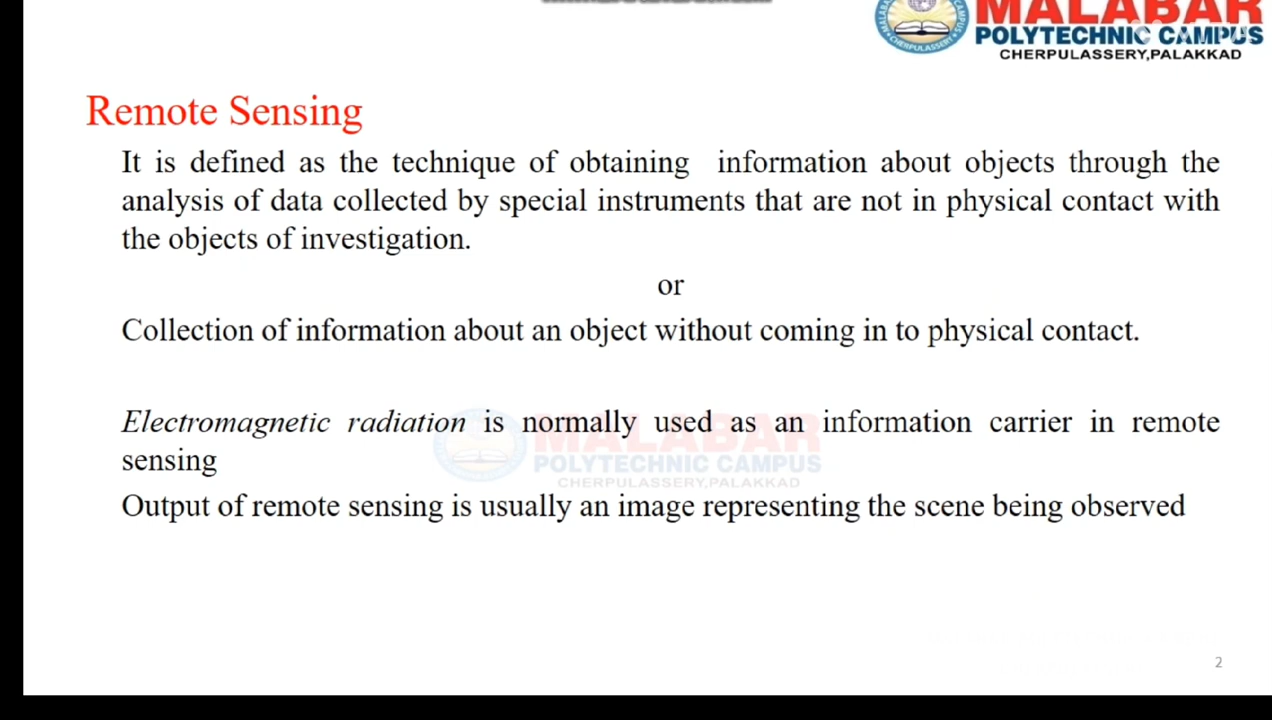 MALABAR
POLYTECHNIC CAMPUS
CHERPULASSERY,PALAKKAD
Remote Sensing
It is defined as the technique of obtaining information about objects through the
analysis of data collected by special instruments that are not in physical contact with
the objects of investigation.
or
Collection of information about an object without coming in to physical contact.
Electromagnetic radiation is normally used as an information carrier in remote
sensing
Output of remote sensing is usually an image representing the scene being observed
MALABAR
POLYTECHNIC CAMPUS
CHERPULASSERY,PALAKKAD
2